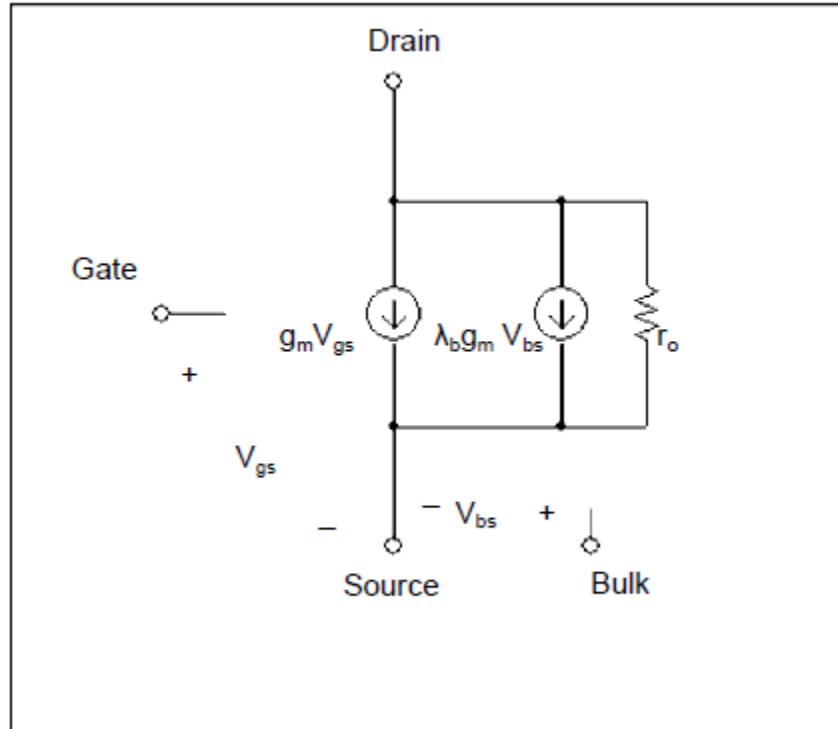 Drain
Gate
gₘVgs λbgₘ Vbs rₒ
+
Vgs
– Vbs +
–
Source Bulk